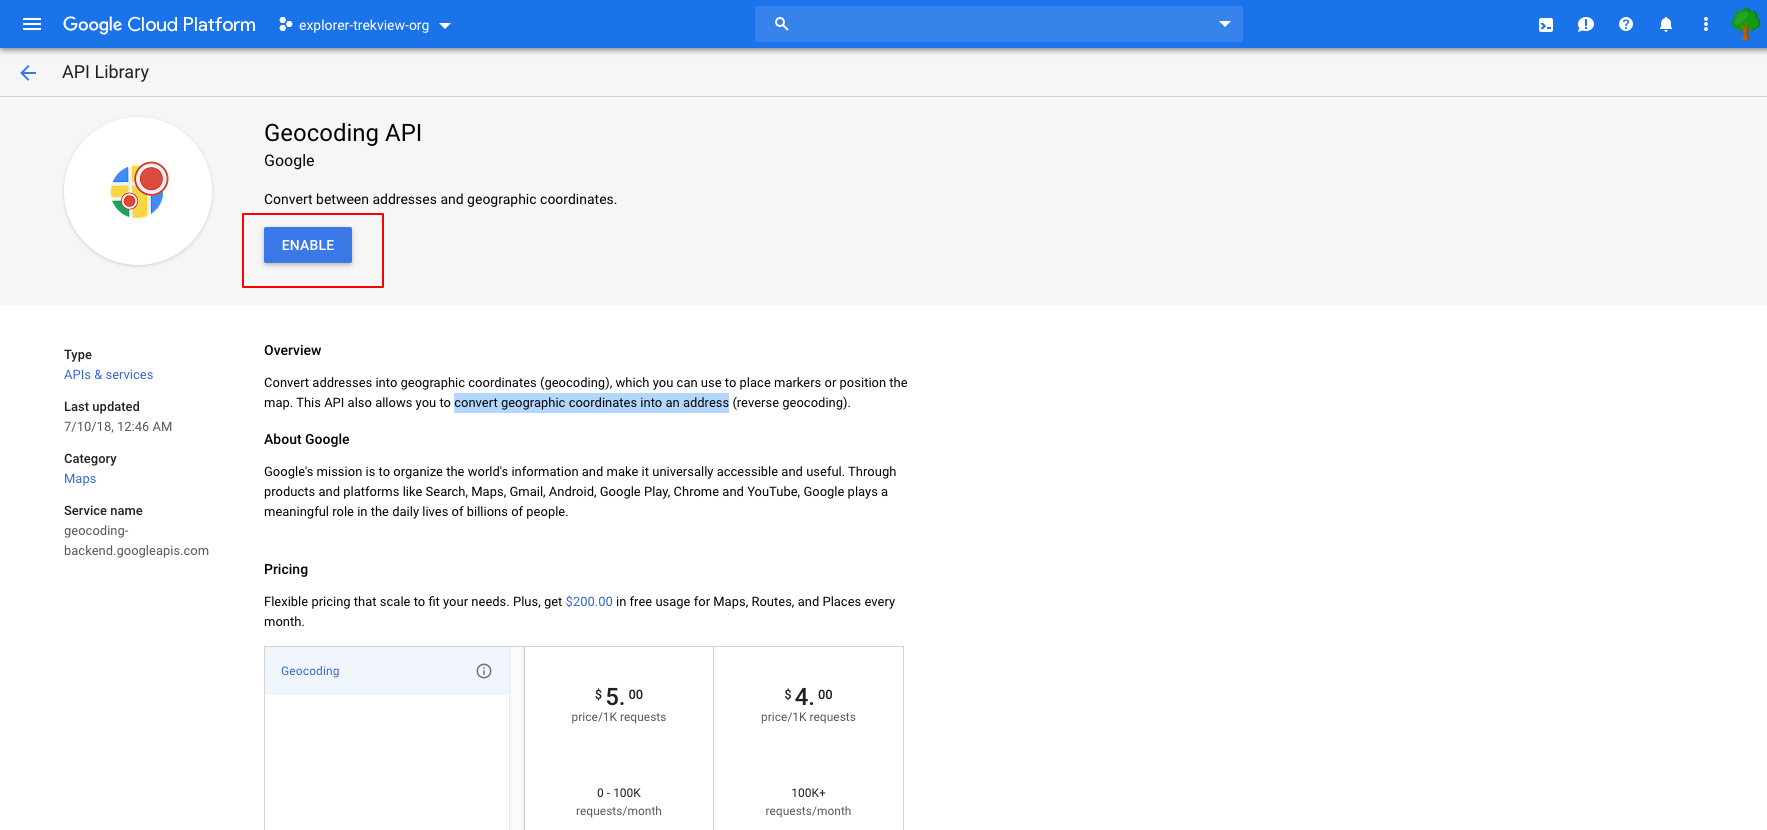 Google Cloud Platform
explorer-trekview-org
API Library
Geocoding API
Google
Convert between addresses and geographic coordinates.
ENABLE
Type
APIs & services
Last updated
7/10/18, 12:46 AM
Category
Maps
Service name
geocoding-
backend.googleapis.com
Overview
Convert addresses into geographic coordinates (geocoding), which you can use to place markers or position the
map. This API also allows you to convert geographic coordinates into an address (reverse geocoding).
About Google
Google's mission is to organize the world's information and make it universally accessible and useful. Through
products and platforms like Search, Maps, Gmail, Android, Google Play, Chrome and YouTube, Google plays a
meaningful role in the daily lives of billions of people.
Pricing
Flexible pricing that scale to fit your needs. Plus, get $200.00 in free usage for Maps, Routes, and Places every
month.
Geocoding
$ 5. 00
price/1K requests
0 - 100K
requests/month
$ 4. 00
price/1K requests
100K+
requests/month